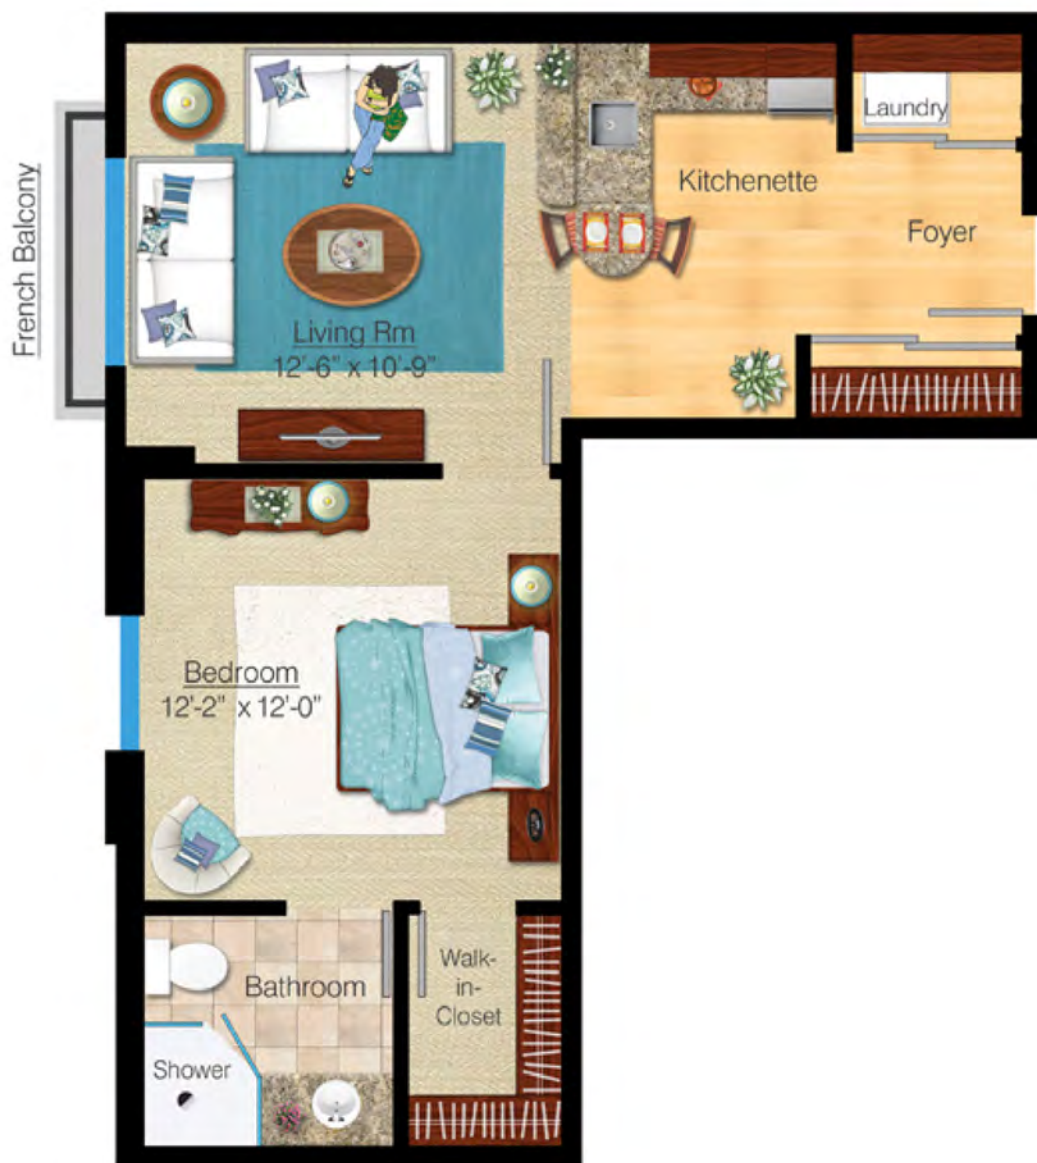 Laundry
Kitchenette
Foyer
French Balcony
Living Rm
12'-6" x 10'-9"
Bedroom
12'-2" x 12'-0"
Bathroom
Walk-
in-
Closet
Shower